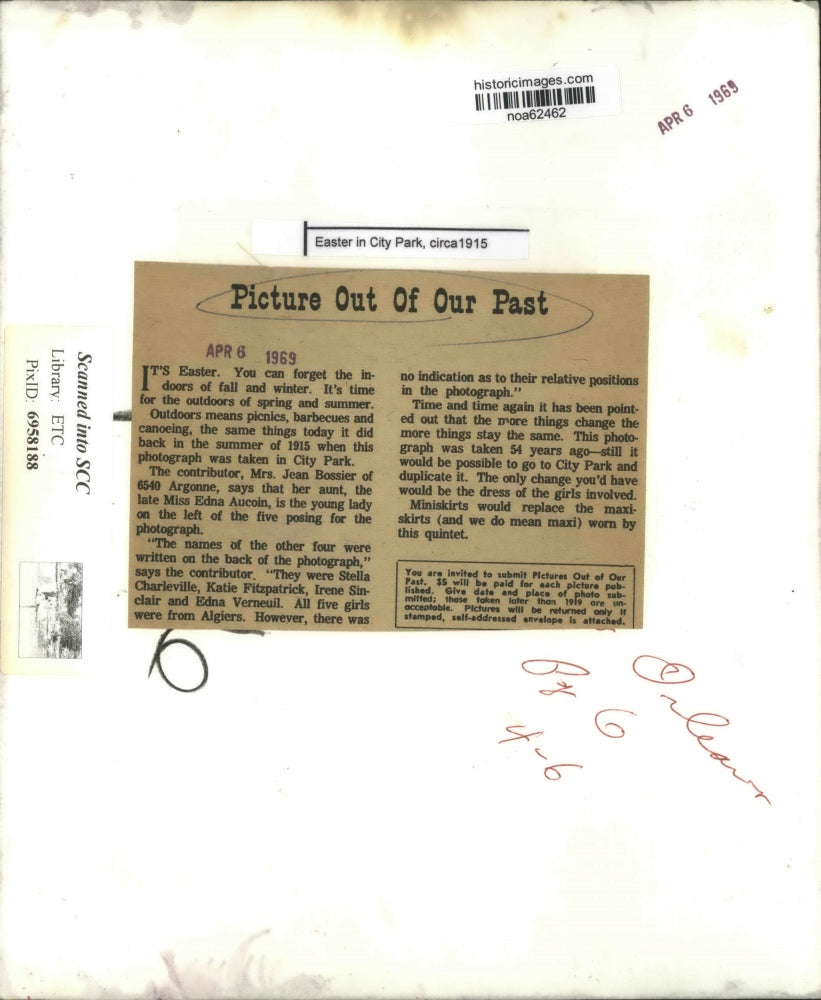 historicimages.com
noa62462
APR 6 1969
Easter in City Park, circa1915
Picture Out Of Our Past
APR 6 1969
IT'S Easter. You can forget the in-
doors of fall and winter. It's time
for the outdoors of spring and summer.
Outdoors means picnics, barbecues and
canoeing, the same things today it did
back in the summer of 1915 when this
photograph was taken in City Park.
The contributor, Mrs. Jean Bossier of
6540 Argonne, says that her aunt, the
late Miss Edna Aucoin, is the young lady
on the left of the five posing for the
photograph.
"The names of the other four were
written on the back of the photograph,"
says the contributor. "They were Stella
Charleville, Katie Fitzpatrick, Irene Sin-
clair and Edna Verneuil. All five girls
were from Algiers. However, there was
no indication as to their relative positions
in the photograph."
Time and time again it has been point-
ed out that the more things change the
more things stay the same. This photo-
graph was taken 54 years ago—still it
would be possible to go to City Park and
duplicate it. The only change you'd have
would be the dress of the girls involved.
Miniskirts would replace the maxi-
skirts (and we do mean maxi) worn by
this quintet.
You are invited to submit Pictures Out of Our
Past. $5 will be paid for each picture pub-
lished. Give date and place of photo sub-
mitted; those taken later than 1919 are un-
acceptable. Pictures will be returned only if
stamped, self-addressed envelope is attached.
Scanned into SCC
Library: ETC
PixID: 6958188
6
Orleans
Pg 6
4-6